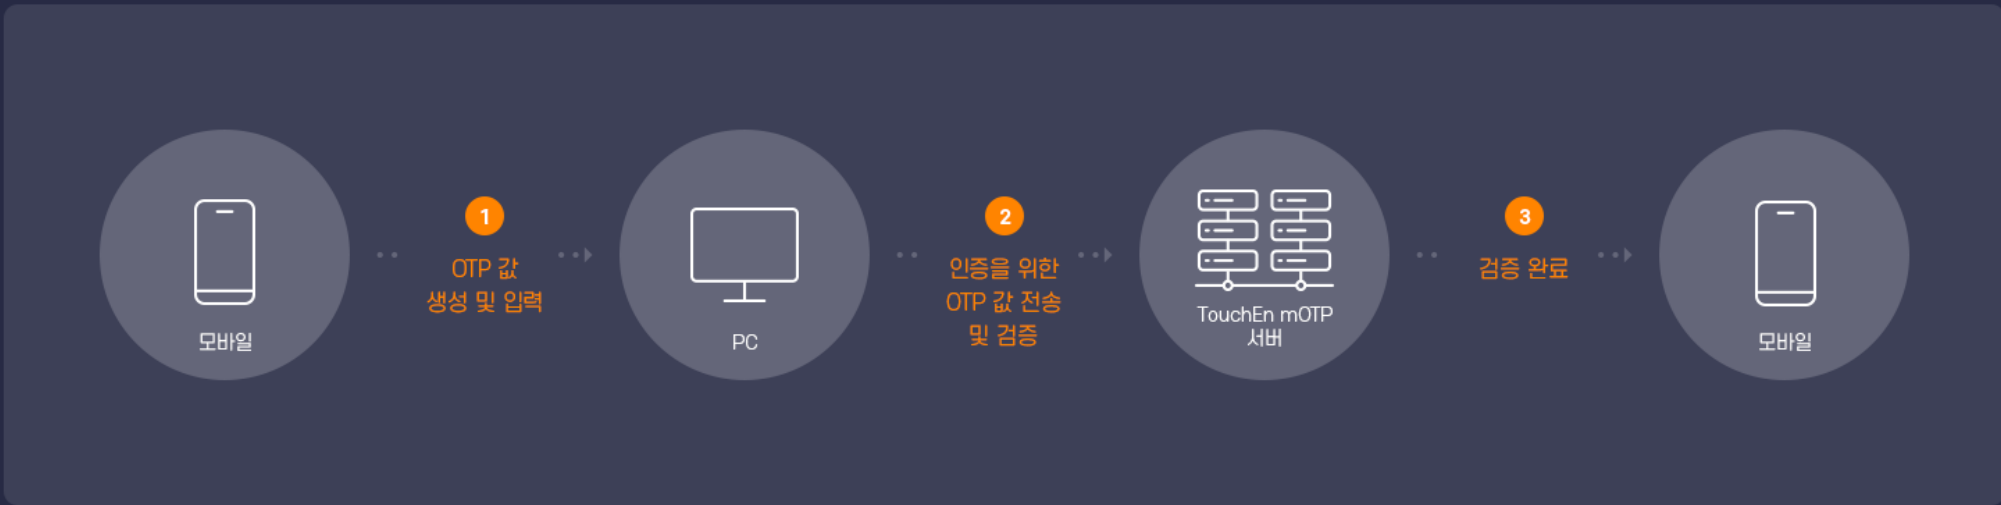 모바일
1
OTP 값
생성 및 입력
PC
2
인증을 위한
OTP 값 전송
및 검증
TouchEn mOTP
서버
3
검증 완료
모바일